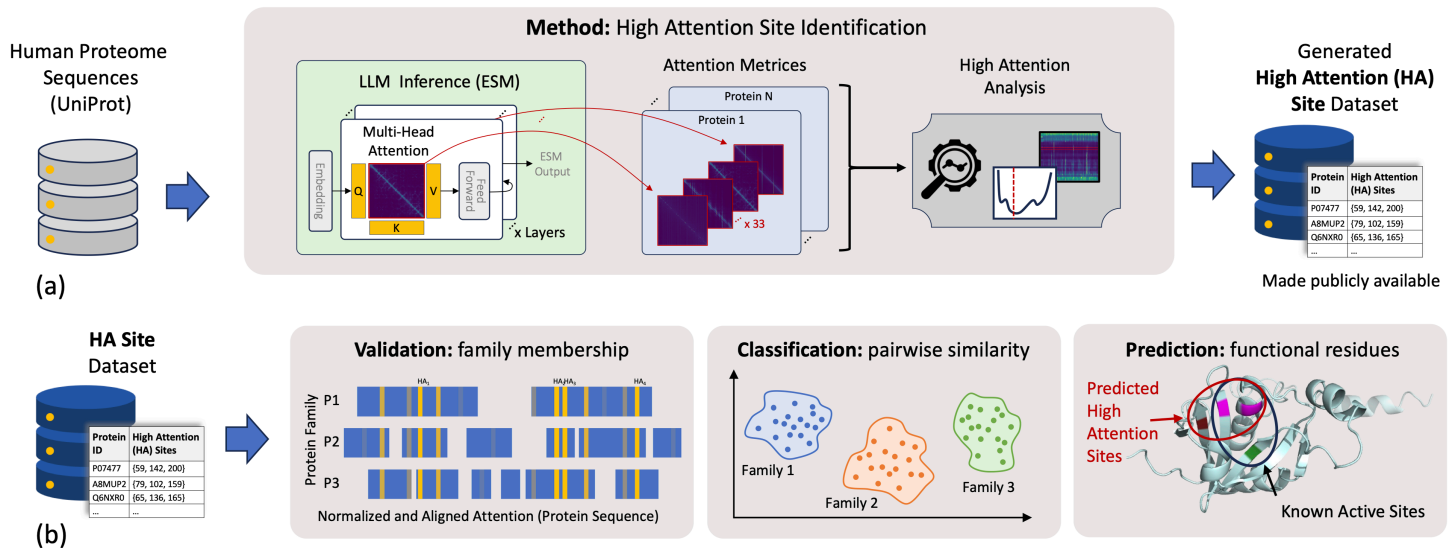 Human Proteome
Sequences
(UniProt)
(a)
Method: High Attention Site Identification
LLM Inference (ESM)
Multi-Head
Attention
Embedding
Q
V
K
Feed
Forward
ESM
Output
x Layers
Attention Metrices
Protein N
Protein 1
x 33
High Attention
Analysis
Generated
High Attention (HA)
Site Dataset
Protein ID High Attention (HA) Sites
P07477 {59, 142, 200}
A8MUP2 {79, 102, 159}
Q6NXR0 {65, 136, 165}
... ...
Made publicly available
HA Site
Dataset
Protein ID High Attention (HA) Sites
P07477 {59, 142, 200}
A8MUP2 {79, 102, 159}
Q6NXR0 {65, 136, 165}
... ...
(b)
Validation: family membership
Protein Family
HA1 HA2 HA3 HA4
P1
P2
P3
Normalized and Aligned Attention (Protein Sequence)
Classification: pairwise similarity
Family 1
Family 2
Family 3
Prediction: functional residues
Predicted
High
Attention
Sites
Known Active Sites